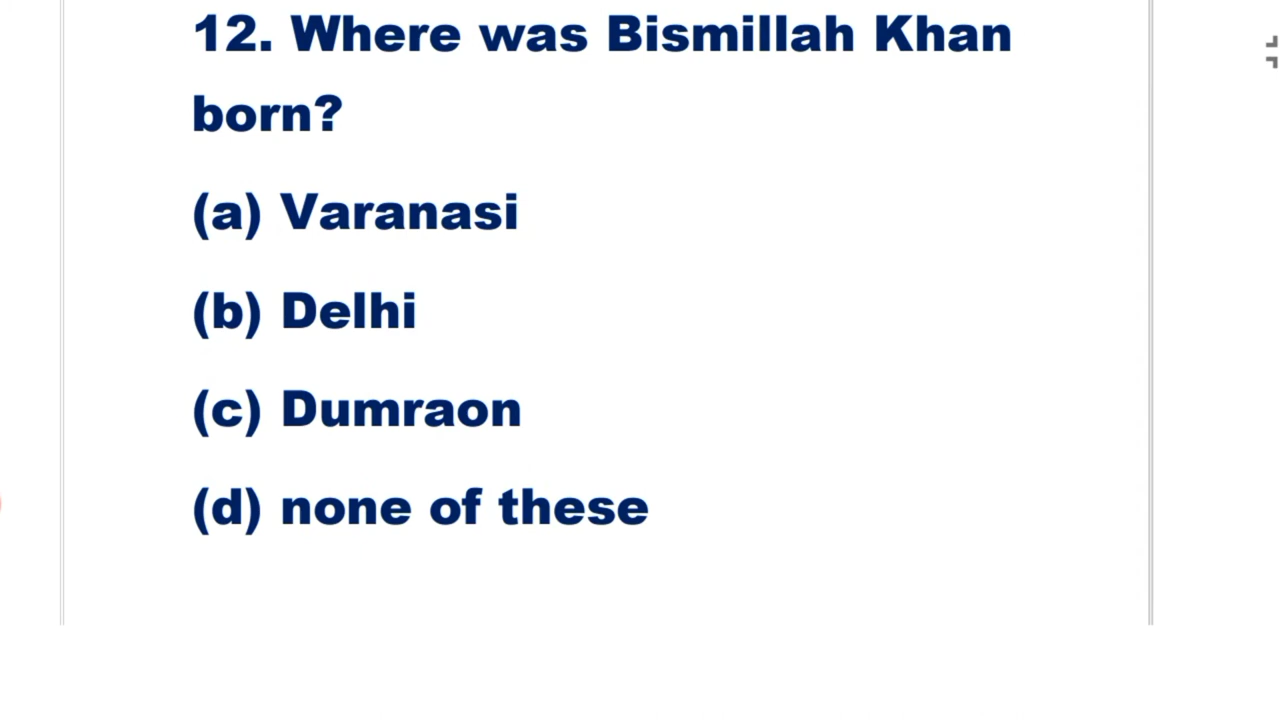 12. Where was Bismillah Khan
born?
(a) Varanasi
(b) Delhi
(c) Dumraon
(d) none of these